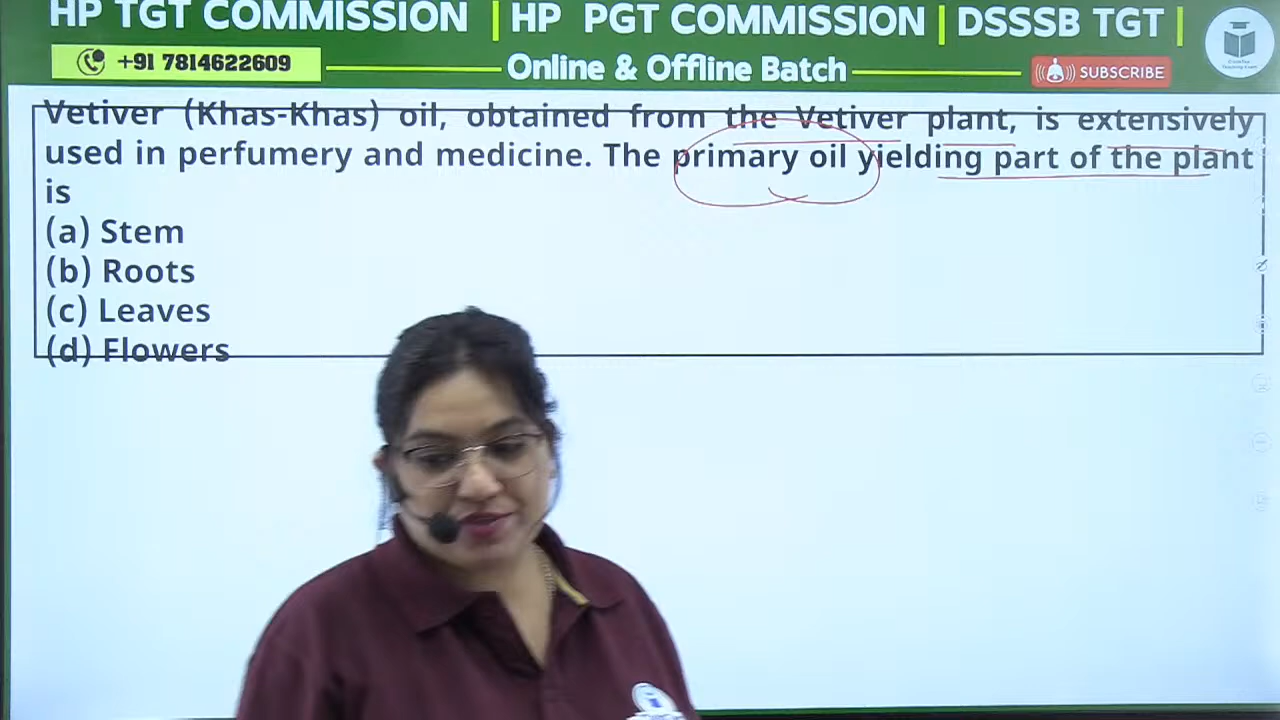 HP TGT COMMISSION | HP PGT COMMISSION | DSSSB TGT |
+91 7814622609
Online & Offline Batch
SUBSCRIBE
Vetiver (Khas-Khas) oil, obtained from the Vetiver plant, is extensively
used in perfumery and medicine. The primary oil yielding part of the plant
is
(a) Stem
(b) Roots
(c) Leaves
(d) Flowers